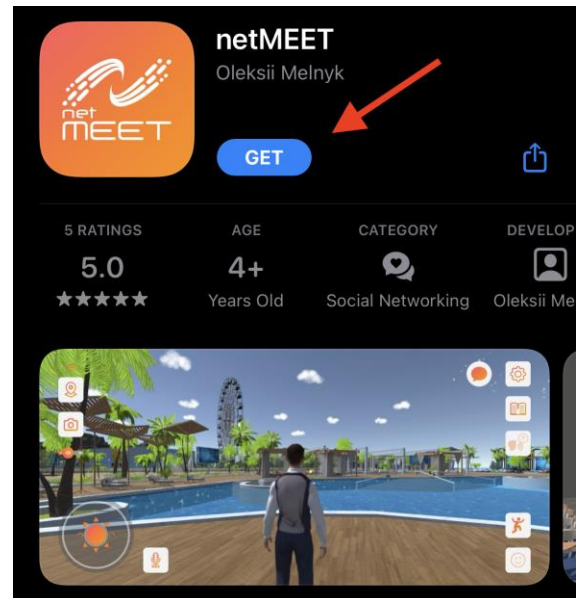 netMEET
Oleksii Melnyk
net
MEET
GET
5 RATINGS
AGE
CATEGORY
DEVELOP
5.0
4+
★★★★★
Years Old
Social Networking
Oleksii Me